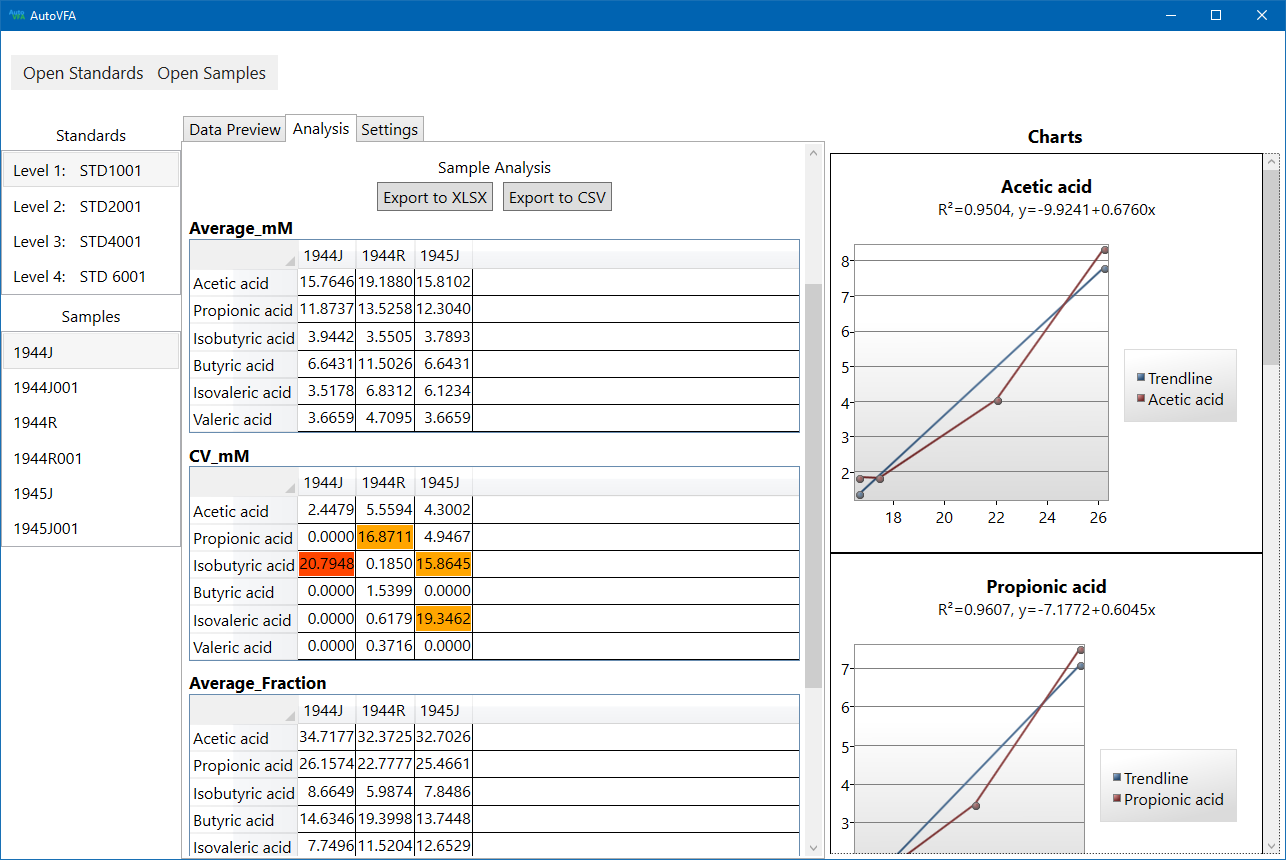 AutoVFA
Open Standards Open Samples
Standards
Level 1: STD1001
Level 2: STD2001
Level 3: STD4001
Level 4: STD 6001
Samples
1944J
1944J001
1944R
1944R001
1945J
1945J001
Data Preview Analysis Settings
Sample Analysis
Export to XLSX Export to CSV
Average_mM
1944J 1944R 1945J
Acetic acid 15.7646 19.1880 15.8102
Propionic acid 11.8737 13.5258 12.3040
Isobutyric acid 3.9442 3.5505 3.7893
Butyric acid 6.6431 11.5026 6.6431
Isovaleric acid 3.5178 6.8312 6.1234
Valeric acid 3.6659 4.7095 3.6659
CV_mM
1944J 1944R 1945J
Acetic acid 2.4479 5.5594 4.3002
Propionic acid 0.0000 16.8711 4.9467
Isobutyric acid 20.7948 0.1850 15.8645
Butyric acid 0.0000 1.5399 0.0000
Isovaleric acid 0.0000 0.6179 19.3462
Valeric acid 0.0000 0.3716 0.0000
Average_Fraction
1944J 1944R 1945J
Acetic acid 34.7177 32.3725 32.7026
Propionic acid 26.1574 22.7777 25.4661
Isobutyric acid 8.6649 5.9874 7.8486
Butyric acid 14.6346 19.3998 13.7448
Isovaleric acid 7.7496 11.5204 12.6529
Charts
Acetic acid
R²=0.9504, y=-9.9241+0.6760x
8
7
6
5
4
3
2
18 20 22 24 26
Trendline
Acetic acid
Propionic acid
R²=0.9607, y=-7.1772+0.6045x
7
6
5
4
3
Trendline
Propionic acid